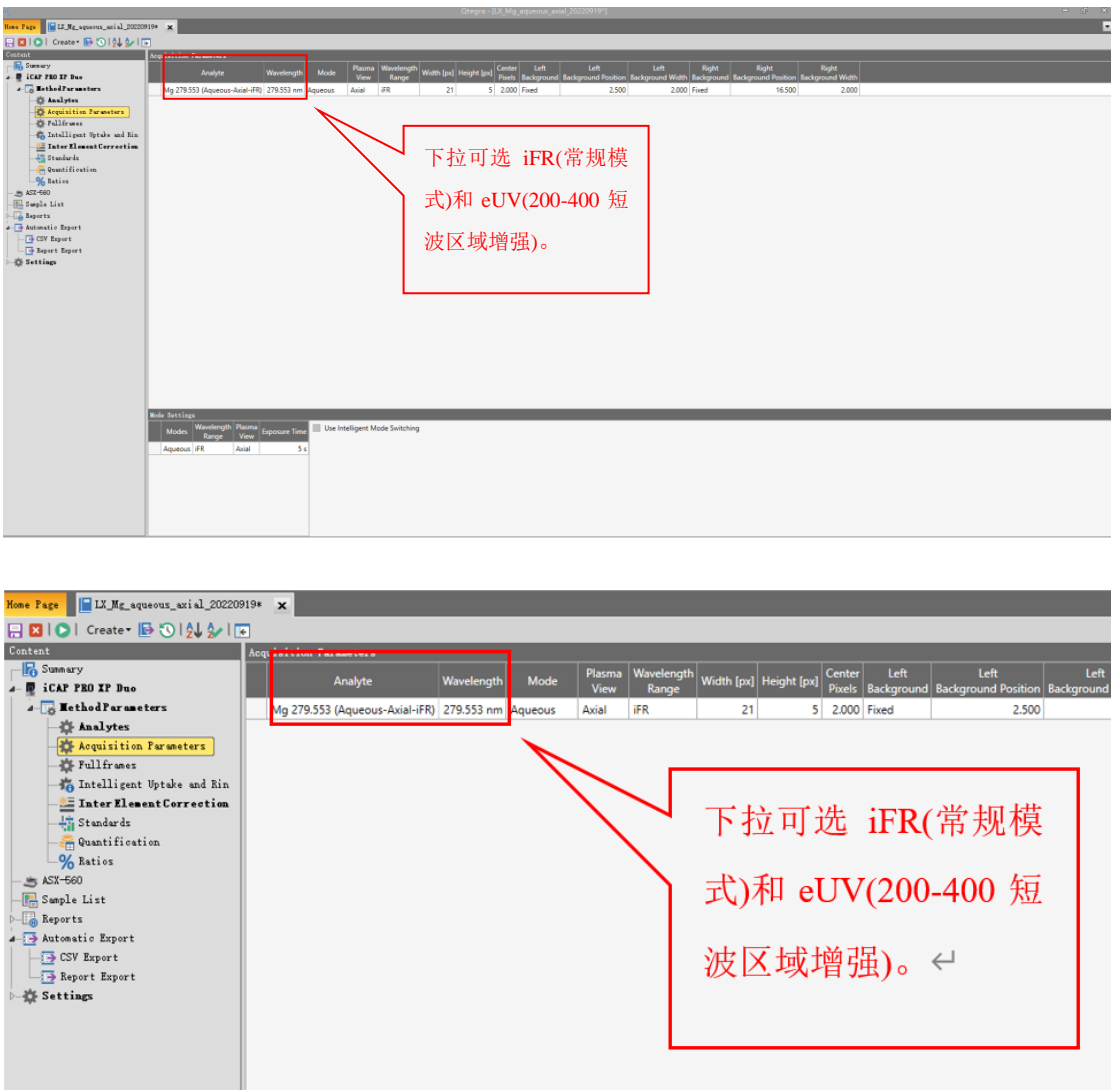 Qtegra - [LX_Mg_aqueous_axial_20220919*]
Home Page LX_Mg_aqueous_axial_20220919* x
Create
Content
Acquisition Parameters
Summary
iCAP PRO XP Duo
MethodParameters
Analytes
Acquisition Parameters
Fullframes
Intelligent Uptake and Rin
InterElementCorrection
Standards
Quantification
Ratios
ASX-560
Sample List
Reports
Automatic Export
CSV Export
Report Export
Settings
Analyte Wavelength Mode Plasma View Wavelength Range Width [px] Height [px] Center Pixels Left Background Left Background Position Left Background Width Right Background Right Background Position Right Background Width
Mg 279.553 (Aqueous-Axial-iFR) 279.553 nm Aqueous Axial iFR 21 5 2.000 Fixed 2.500 2.000 Fixed 16.500 2.000
下拉可选 iFR(常规模
式)和 eUV(200-400 短
波区域增强)。
Mode Settings
Modes Wavelength Range Plasma View Exposure Time
Aqueous iFR Axial 5 s
Use Intelligent Mode Switching
Home Page LX_Mg_aqueous_axial_20220919* x
Create
Content
Acquisition Parameters
Summary
iCAP PRO XP Duo
MethodParameters
Analytes
Acquisition Parameters
Fullframes
Intelligent Uptake and Rin
InterElementCorrection
Standards
Quantification
Ratios
ASX-560
Sample List
Reports
Automatic Export
CSV Export
Report Export
Settings
Analyte Wavelength Mode Plasma View Wavelength Range Width [px] Height [px] Center Pixels Left Background Left Background Position Left Background
Mg 279.553 (Aqueous-Axial-iFR) 279.553 nm Aqueous Axial iFR 21 5 2.000 Fixed 2.500
下拉可选 iFR(常规模
式)和 eUV(200-400 短
波区域增强)。↵